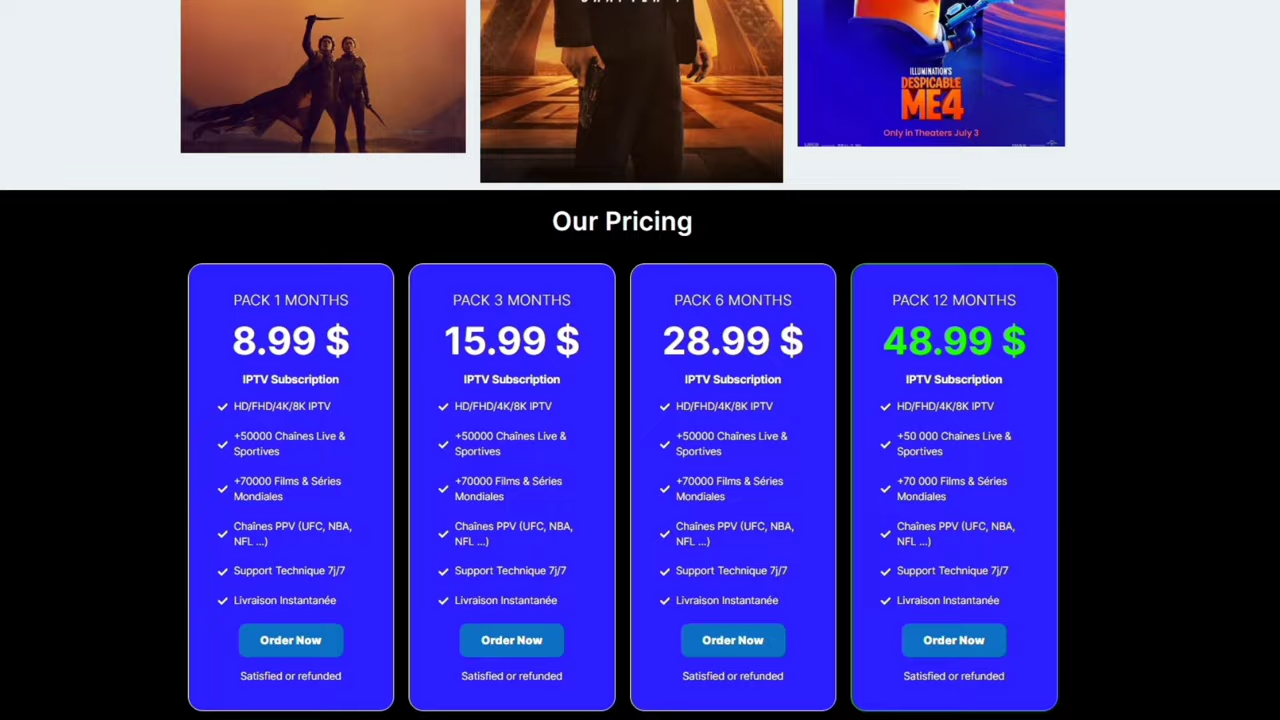 ILLUMINATION'S
DESPICABLE
ME4
Only in Theaters July 3
Our Pricing
PACK 1 MONTHS
8.99 $
IPTV Subscription
HD/FHD/4K/8K IPTV
+50000 Chaînes Live &
Sportives
+70000 Films & Séries
Mondiales
Chaînes PPV (UFC, NBA,
NFL ...)
Support Technique 7j/7
Livraison Instantanée
Order Now
Satisfied or refunded
PACK 3 MONTHS
15.99 $
IPTV Subscription
HD/FHD/4K/8K IPTV
+50000 Chaînes Live &
Sportives
+70000 Films & Séries
Mondiales
Chaînes PPV (UFC, NBA,
NFL ...)
Support Technique 7j/7
Livraison Instantanée
Order Now
Satisfied or refunded
PACK 6 MONTHS
28.99 $
IPTV Subscription
HD/FHD/4K/8K IPTV
+50000 Chaînes Live &
Sportives
+70000 Films & Séries
Mondiales
Chaînes PPV (UFC, NBA,
NFL ...)
Support Technique 7j/7
Livraison Instantanée
Order Now
Satisfied or refunded
PACK 12 MONTHS
48.99 $
IPTV Subscription
HD/FHD/4K/8K IPTV
+50 000 Chaînes Live &
Sportives
+70 000 Films & Séries
Mondiales
Chaînes PPV (UFC, NBA,
NFL ...)
Support Technique 7j/7
Livraison Instantanée
Order Now
Satisfied or refunded